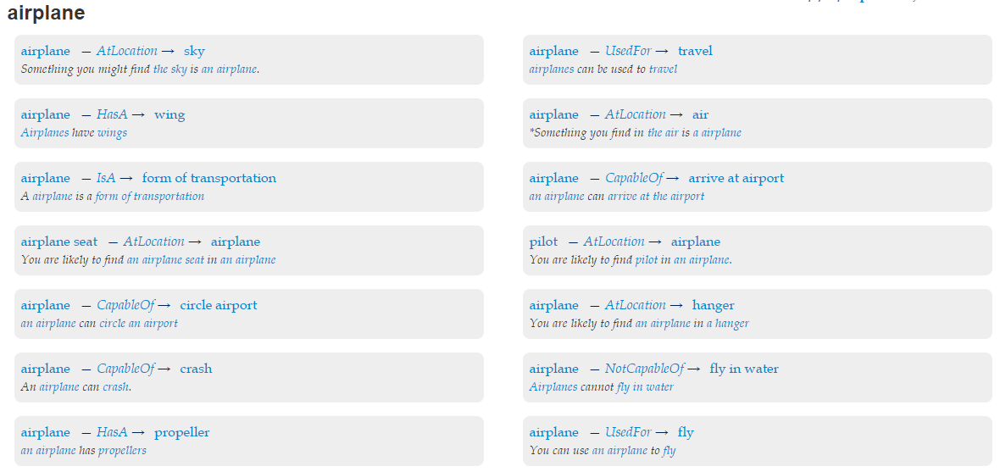 airplane
airplane — AtLocation → sky
Something you might find the sky is an airplane.
airplane — UsedFor → travel
airplanes can be used to travel
airplane — HasA → wing
Airplanes have wings
airplane — AtLocation → air
*Something you find in the air is a airplane
airplane — IsA → form of transportation
A airplane is a form of transportation
airplane — CapableOf → arrive at airport
an airplane can arrive at the airport
airplane seat — AtLocation → airplane
You are likely to find an airplane seat in an airplane
pilot — AtLocation → airplane
You are likely to find pilot in an airplane.
airplane — CapableOf → circle airport
an airplane can circle an airport
airplane — AtLocation → hanger
You are likely to find an airplane in a hanger
airplane — CapableOf → crash
An airplane can crash.
airplane — NotCapableOf → fly in water
Airplanes cannot fly in water
airplane — HasA → propeller
an airplane has propellers
airplane — UsedFor → fly
You can use an airplane to fly